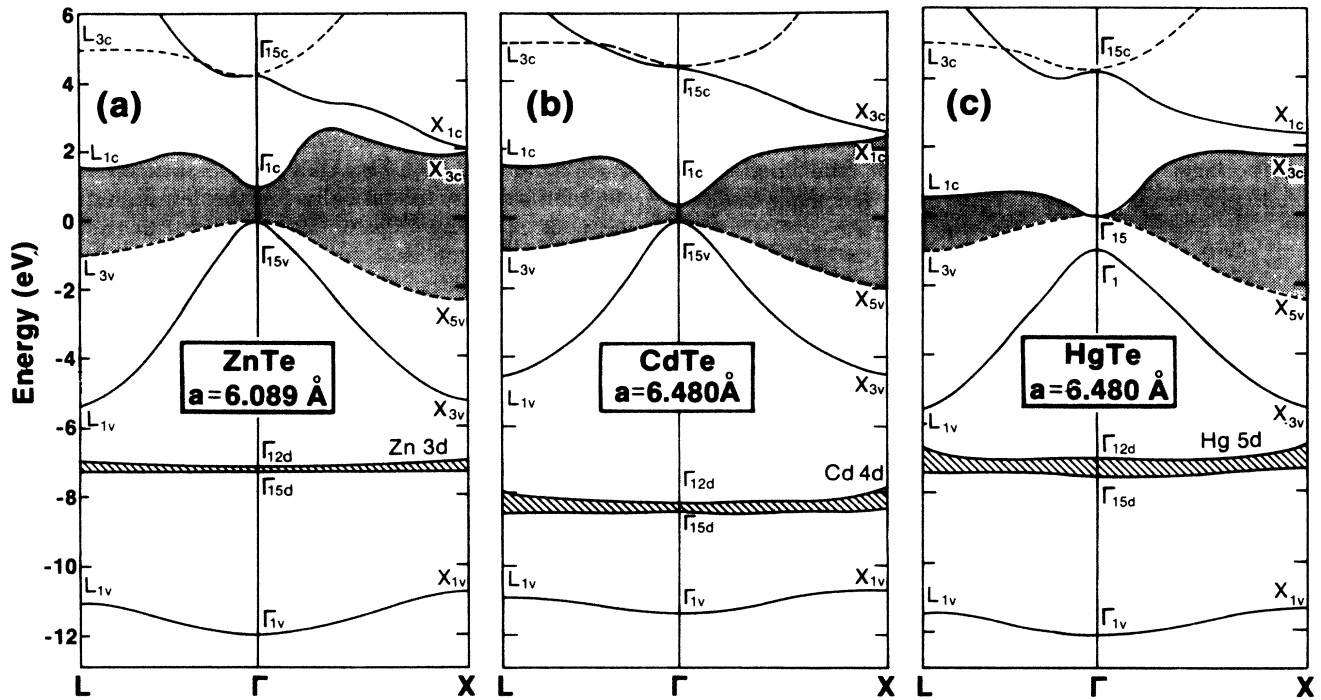 Energy (eV)
6
4
2
0
-2
-4
-6
-8
-10
-12
(a)
L3c
Γ15c
X1c
L1c
Γ1c
X3c
L3v
Γ15v
X5v
ZnTe
a=6.089 Å
L1v
X3v
Γ12d
Zn 3d
Γ15d
L1v
X1v
Γ1v
L
Γ
X
(b)
L3c
Γ15c
X3c
L1c
Γ1c
X1c
L3v
Γ15v
X5v
CdTe
a=6.480Å
L1v
X3v
Γ12d
Cd 4d
Γ15d
L1v
X1v
Γ1v
Γ
X
(c)
L3c
Γ15c
X1c
L1c
X3c
Γ15
L3v
Γ1
X5v
HgTe
a=6.480 Å
L1v
X3v
Γ12d
Hg 5d
Γ15d
L1v
X1v
Γ1v
L
Γ
X